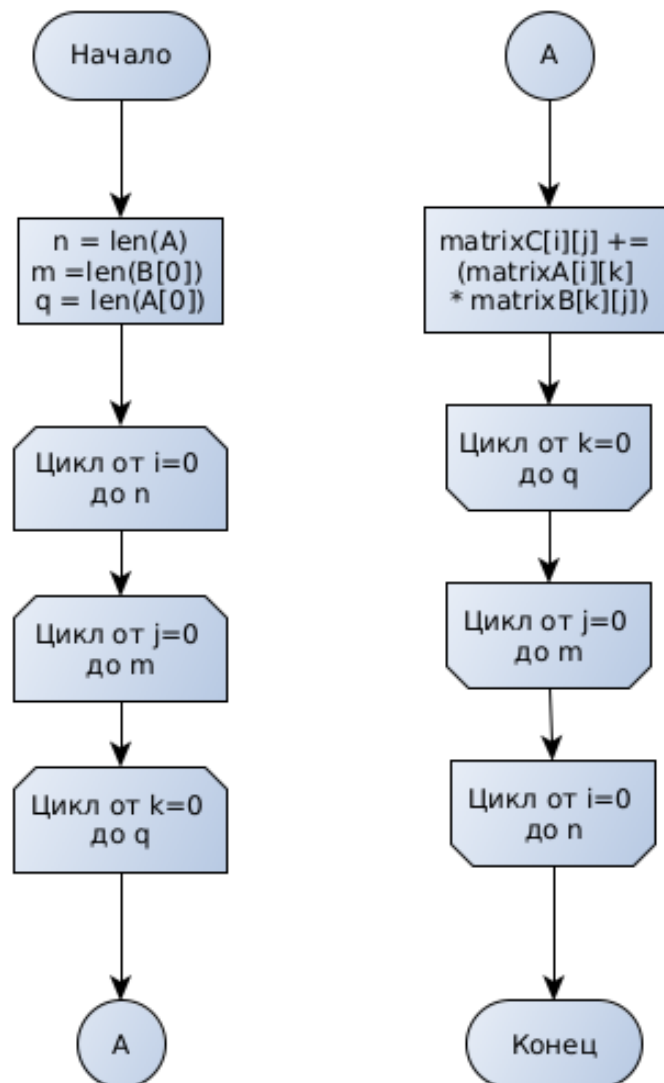 Начало
n = len(A)
m =len(B[0])
q = len(A[0])
Цикл от i=0
до n
Цикл от j=0
до m
Цикл от k=0
до q
A
A
matrixC[i][j] +=
(matrixA[i][k]
* matrixB[k][j])
Цикл от k=0
до q
Цикл от j=0
до m
Цикл от i=0
до n
Конец